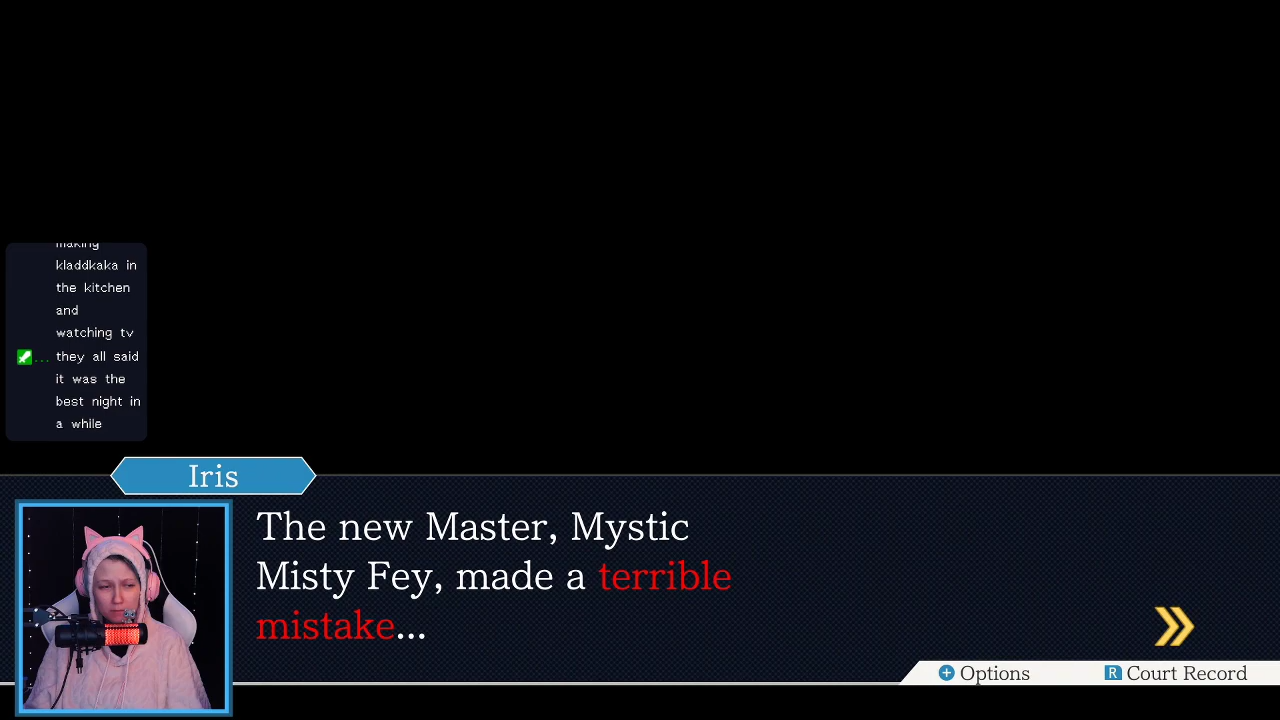 making
kladdkaka in
the kitchen
and
watching tv
... they all said
it was the
best night in
a while
Iris
The new Master, Mystic
Misty Fey, made a terrible
mistake...
+ Options
R Court Record